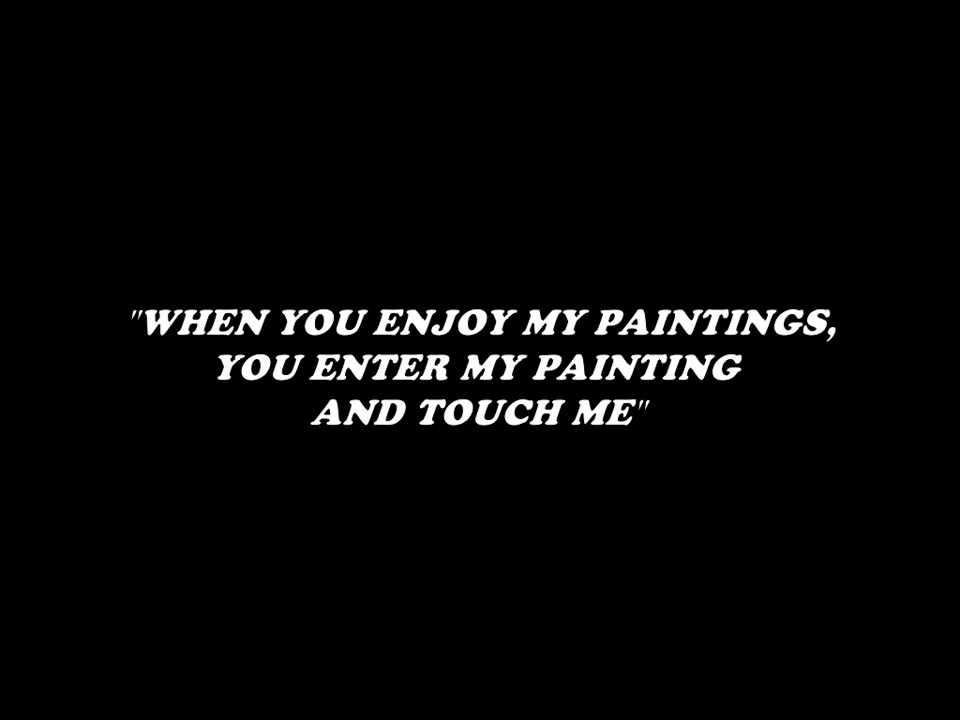 "WHEN YOU ENJOY MY PAINTINGS,
YOU ENTER MY PAINTING
AND TOUCH ME"